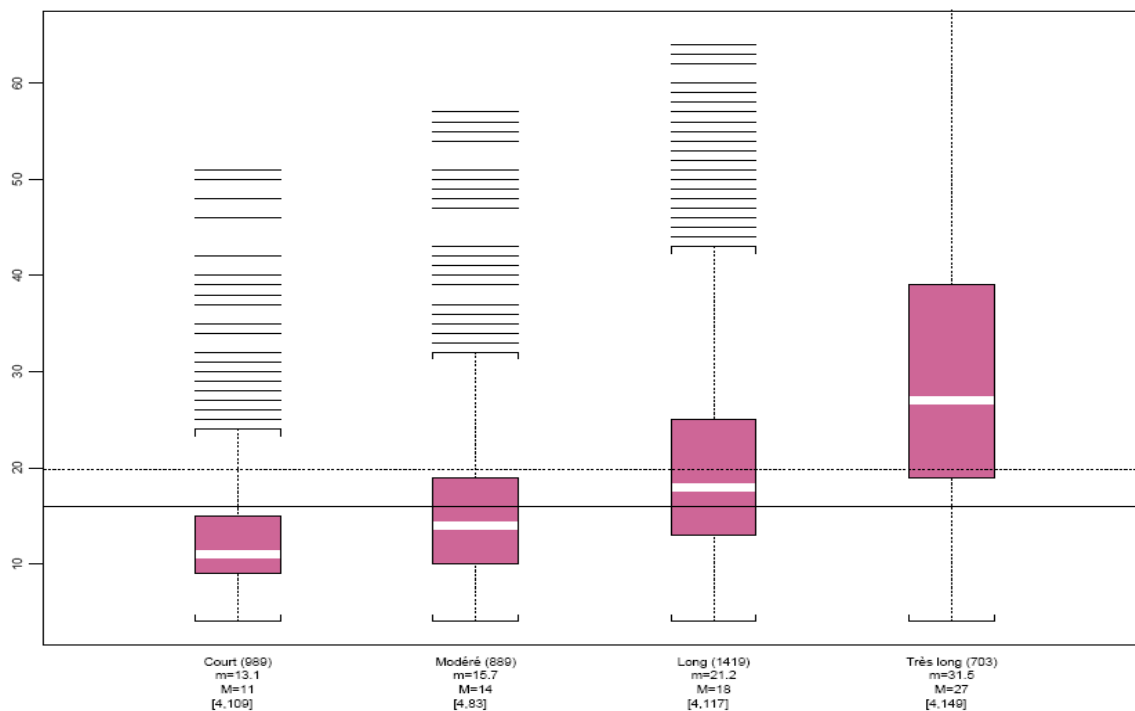 60
50
40
30
20
10
Court (989)
m=13.1
M=11
[4,109]
Modéré (889)
m=15.7
M=14
[4,83]
Long (1419)
m=21.2
M=18
[4,117]
Très long (703)
m=31.5
M=27
[4,149]